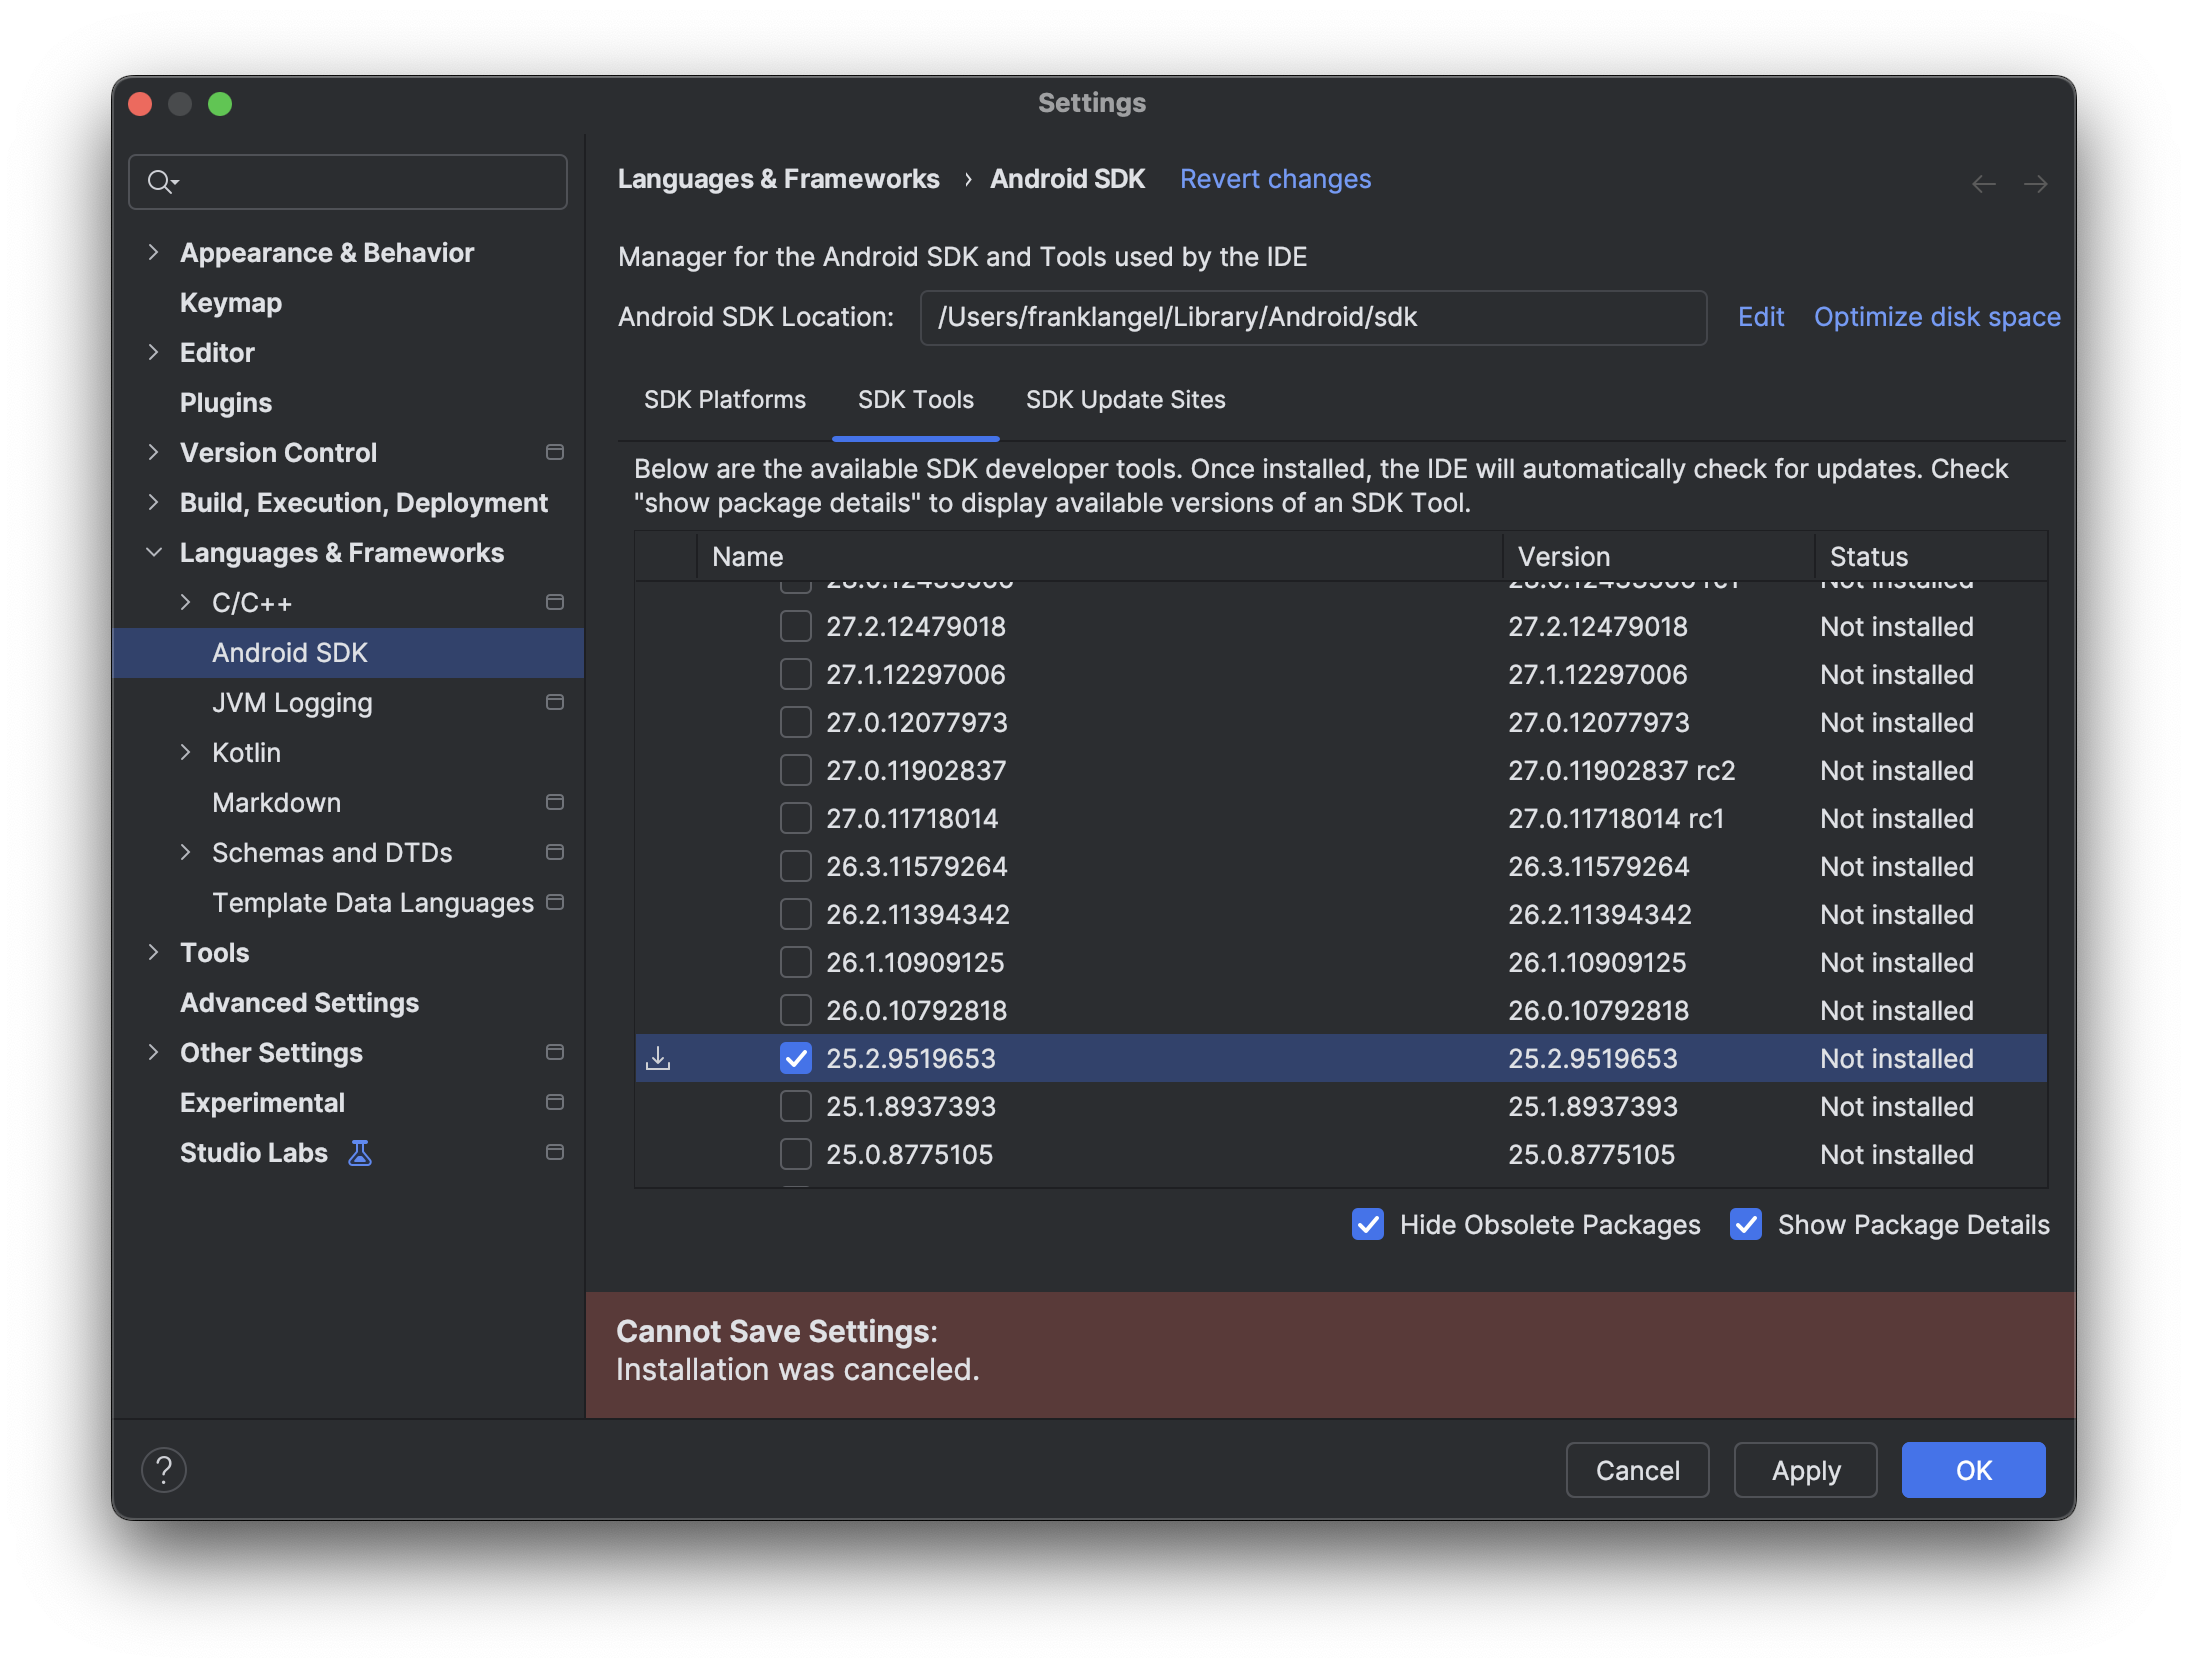 Settings
Appearance & Behavior
Keymap
Editor
Plugins
Version Control
Build, Execution, Deployment
Languages & Frameworks
C/C++
Android SDK
JVM Logging
Kotlin
Markdown
Schemas and DTDs
Template Data Languages
Tools
Advanced Settings
Other Settings
Experimental
Studio Labs
Languages & Frameworks › Android SDK Revert changes
Manager for the Android SDK and Tools used by the IDE
Android SDK Location: /Users/franklangel/Library/Android/sdk Edit Optimize disk space
SDK Platforms SDK Tools SDK Update Sites
Below are the available SDK developer tools. Once installed, the IDE will automatically check for updates. Check
"show package details" to display available versions of an SDK Tool.
Name Version Status
Not installed
27.2.12479018 27.2.12479018 Not installed
27.1.12297006 27.1.12297006 Not installed
27.0.12077973 27.0.12077973 Not installed
27.0.11902837 27.0.11902837 rc2 Not installed
27.0.11718014 27.0.11718014 rc1 Not installed
26.3.11579264 26.3.11579264 Not installed
26.2.11394342 26.2.11394342 Not installed
26.1.10909125 26.1.10909125 Not installed
26.0.10792818 26.0.10792818 Not installed
25.2.9519653 25.2.9519653 Not installed
25.1.8937393 25.1.8937393 Not installed
25.0.8775105 25.0.8775105 Not installed
Hide Obsolete Packages Show Package Details
Cannot Save Settings:
Installation was canceled.
? Cancel Apply OK